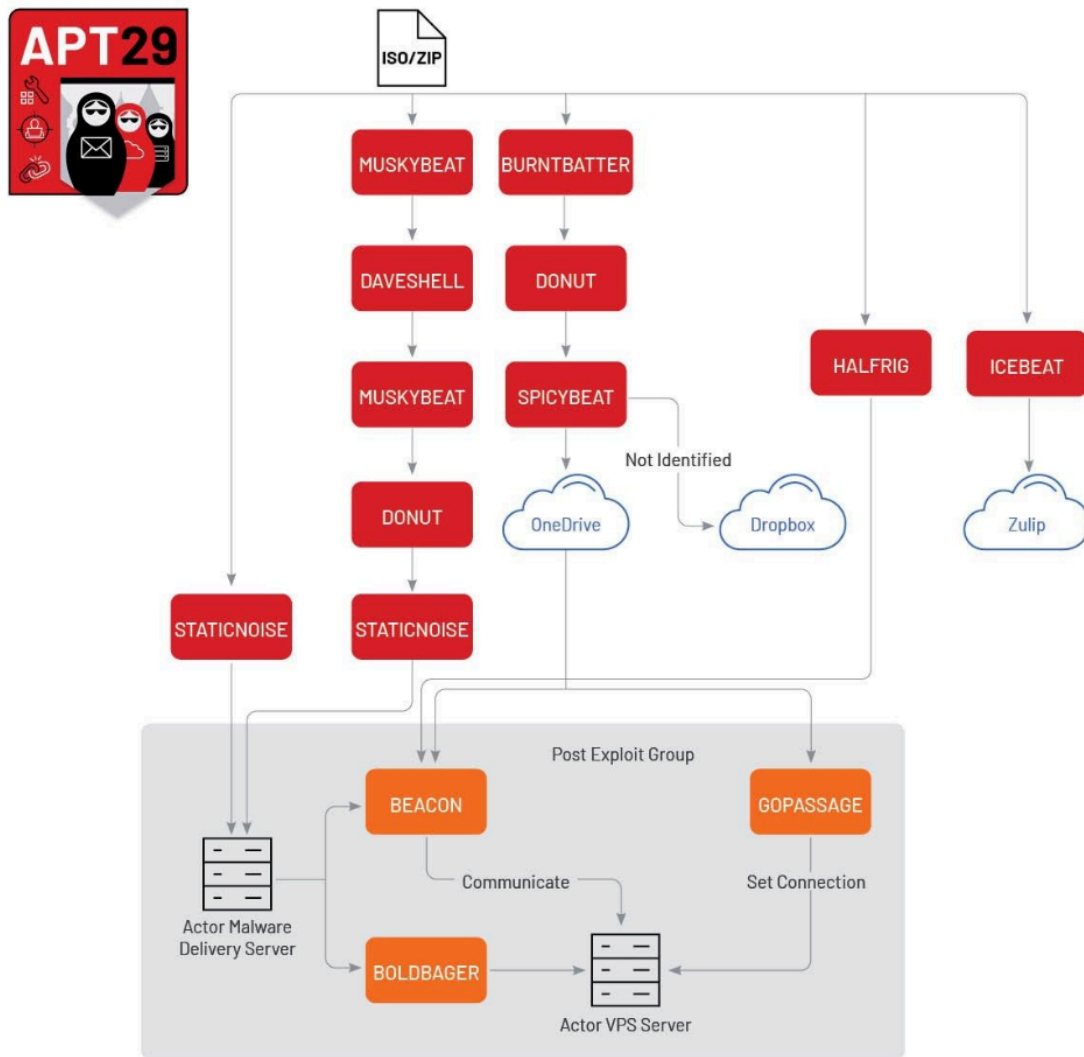 APT29
ISO/ZIP
MUSKYBEAT
BURNTBATTER
DAVESHELL
DONUT
HALFRIG
ICEBEAT
MUSKYBEAT
SPICYBEAT
Not Identified
DONUT
OneDrive
Dropbox
Zulip
STATICNOISE
STATICNOISE
Post Exploit Group
BEACON
GOPASSAGE
Communicate
Set Connection
Actor Malware
Delivery Server
BOLDBAGER
Actor VPS Server